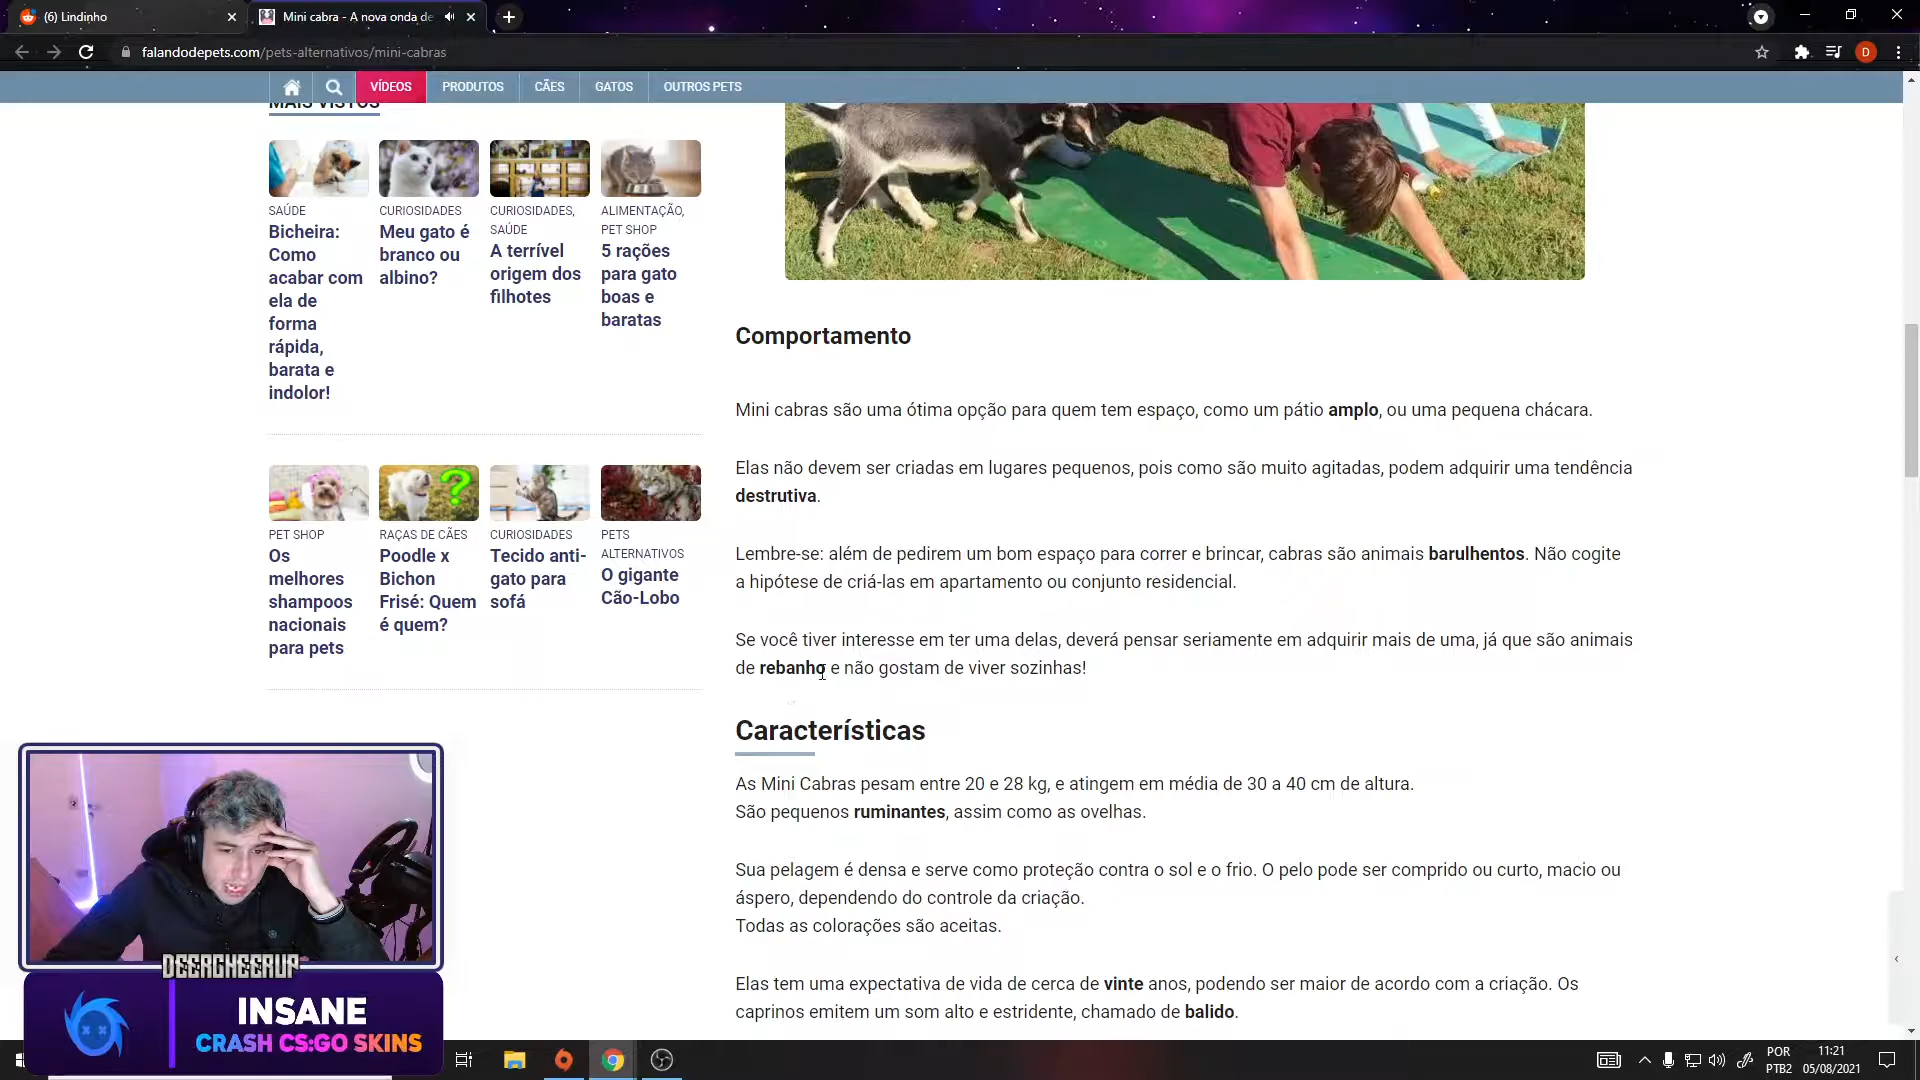 (6) Lindinho
Mini cabra - A nova onda de
falandodepets.com/pets-alternativos/mini-cabras
D
VÍDEOS
PRODUTOS
CÃES
GATOS
OUTROS PETS
MAIS VISTOS
SAÚDE
Bicheira:
Como
acabar com
ela de
forma
rápida,
barata e
indolor!
CURIOSIDADES
Meu gato é
branco ou
albino?
CURIOSIDADES,
SAÚDE
A terrível
origem dos
filhotes
ALIMENTAÇÃO,
PET SHOP
5 rações
para gato
boas e
baratas
PET SHOP
Os
melhores
shampoos
nacionais
para pets
RAÇAS DE CÃES
Poodle x
Bichon
Frisé: Quem
é quem?
CURIOSIDADES
Tecido anti-
gato para
sofá
PETS
ALTERNATIVOS
O gigante
Cão-Lobo
Comportamento
Mini cabras são uma ótima opção para quem tem espaço, como um pátio amplo, ou uma pequena chácara.
Elas não devem ser criadas em lugares pequenos, pois como são muito agitadas, podem adquirir uma tendência
destrutiva.
Lembre-se: além de pedirem um bom espaço para correr e brincar, cabras são animais barulhentos. Não cogite
a hipótese de criá-las em apartamento ou conjunto residencial.
Se você tiver interesse em ter uma delas, deverá pensar seriamente em adquirir mais de uma, já que são animais
de rebanho e não gostam de viver sozinhas!
Características
As Mini Cabras pesam entre 20 e 28 kg, e atingem em média de 30 a 40 cm de altura.
São pequenos ruminantes, assim como as ovelhas.
Sua pelagem é densa e serve como proteção contra o sol e o frio. O pelo pode ser comprido ou curto, macio ou
áspero, dependendo do controle da criação.
Todas as colorações são aceitas.
Elas tem uma expectativa de vida de cerca de vinte anos, podendo ser maior de acordo com a criação. Os
caprinos emitem um som alto e estridente, chamado de balido.
DEERCHEERUP
INSANE
CRASH CS:GO SKINS
POR
PTB2
11:21
05/08/2021